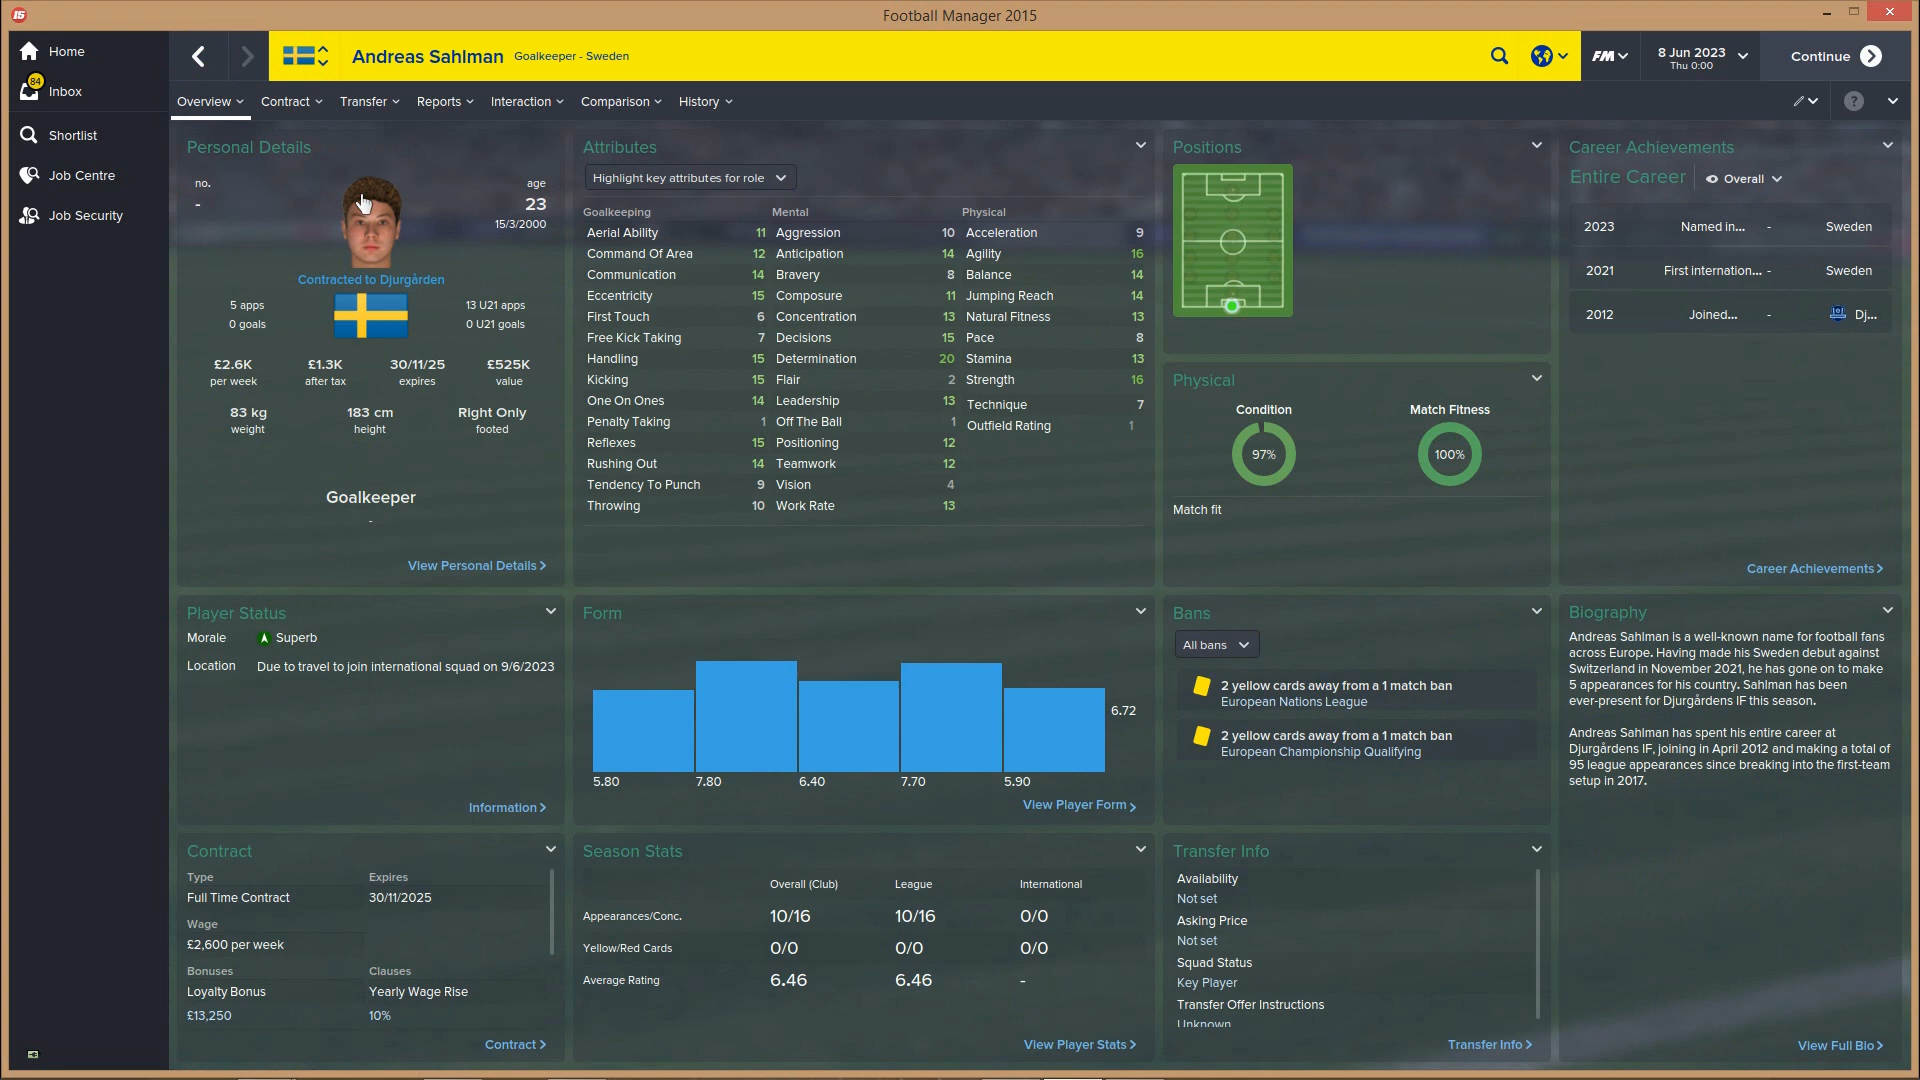 Football Manager 2015
Home
84
Inbox
Shortlist
Job Centre
Job Security
Andreas Sahlman Goalkeeper - Sweden
FM
8 Jun 2023
Thu 0:00
Continue
Overview Contract Transfer Reports Interaction Comparison History
?
Personal Details
no.
-
age
23
15/3/2000
Contracted to Djurgården
5 apps
0 goals
13 U21 apps
0 U21 goals
£2.6K per week
£1.3K after tax
30/11/25 expires
£525K value
83 kg weight
183 cm height
Right Only footed
Goalkeeper
-
View Personal Details
Attributes
Highlight key attributes for role
Goalkeeping Mental Physical
Aerial Ability 11 Aggression 10 Acceleration 9
Command Of Area 12 Anticipation 14 Agility 16
Communication 14 Bravery 8 Balance 14
Eccentricity 15 Composure 11 Jumping Reach 14
First Touch 6 Concentration 13 Natural Fitness 13
Free Kick Taking 7 Decisions 15 Pace 8
Handling 15 Determination 20 Stamina 13
Kicking 15 Flair 2 Strength 16
One On Ones 14 Leadership 13 Technique 7
Penalty Taking 1 Off The Ball 1 Outfield Rating 1
Reflexes 15 Positioning 12
Rushing Out 14 Teamwork 12
Tendency To Punch 9 Vision 4
Throwing 10 Work Rate 13
Positions
Physical
Condition Match Fitness
97% 100%
Match fit
Career Achievements
Entire Career Overall
2023 Named in... - Sweden
2021 First internation... - Sweden
2012 Joined... - Dj...
Career Achievements
Player Status
Morale Superb
Location Due to travel to join international squad on 9/6/2023
Information
Form
6.72
5.80 7.80 6.40 7.70 5.90
View Player Form
Bans
All bans
2 yellow cards away from a 1 match ban
European Nations League
2 yellow cards away from a 1 match ban
European Championship Qualifying
Biography
Andreas Sahlman is a well-known name for football fans
across Europe. Having made his Sweden debut against
Switzerland in November 2021, he has gone on to make
5 appearances for his country. Sahlman has been
ever-present for Djurgårdens IF this season.
Andreas Sahlman has spent his entire career at
Djurgårdens IF, joining in April 2012 and making a total of
95 league appearances since breaking into the first-team
setup in 2017.
View Full Bio
Contract
Type Expires
Full Time Contract 30/11/2025
Wage
£2,600 per week
Bonuses Clauses
Loyalty Bonus Yearly Wage Rise
£13,250 10%
Contract
Season Stats
Overall (Club) League International
Appearances/Conc. 10/16 10/16 0/0
Yellow/Red Cards 0/0 0/0 0/0
Average Rating 6.46 6.46 -
View Player Stats
Transfer Info
Availability
Not set
Asking Price
Not set
Squad Status
Key Player
Transfer Offer Instructions
Unknown
Transfer Info